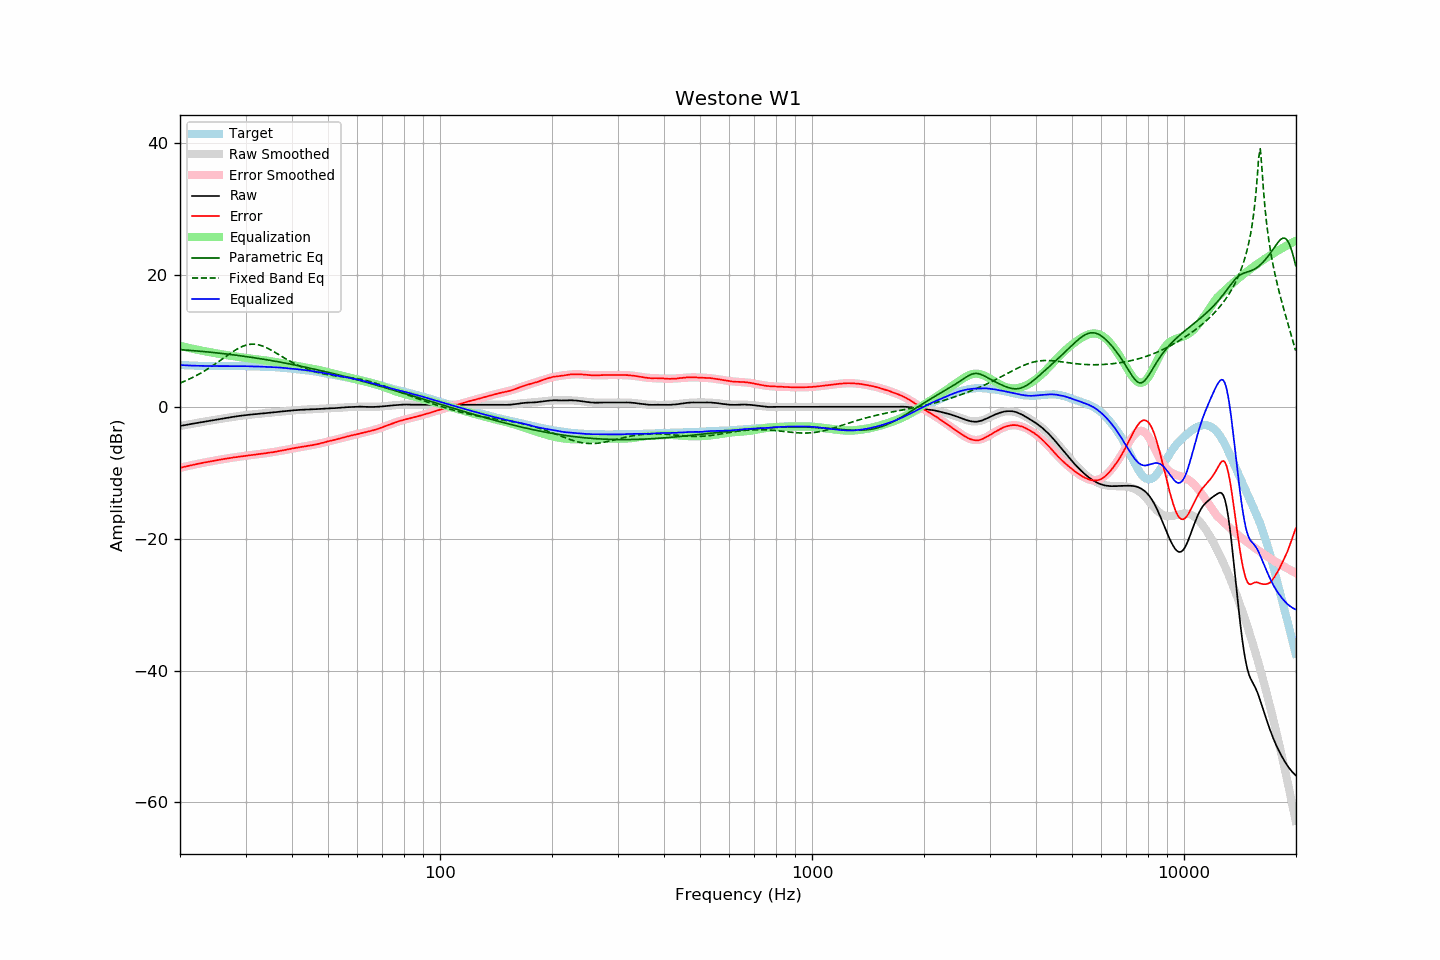 Westone W1
Target
Raw Smoothed
Error Smoothed
Raw
Error
Equalization
Parametric Eq
Fixed Band Eq
Equalized
40
20
0
−20
−40
−60
Amplitude (dBr)
100
1000
10000
Frequency (Hz)